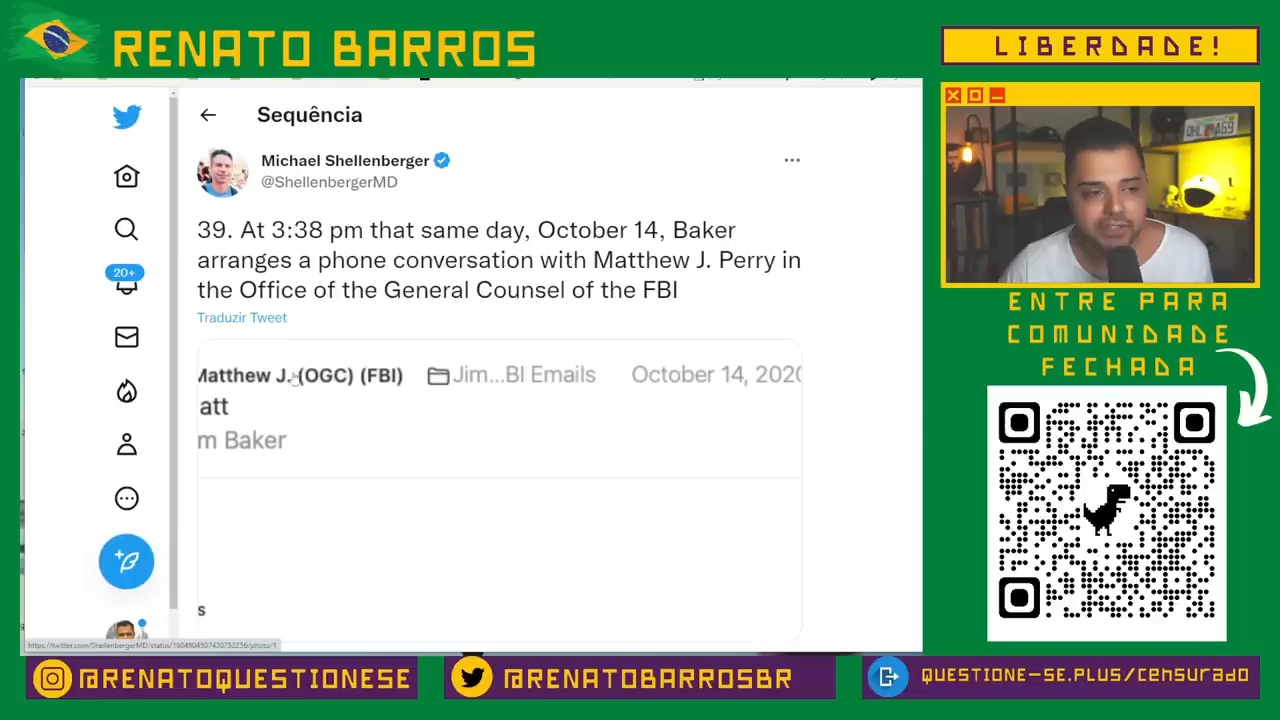 RENATO BARROS
LIBERDADE!
Sequência
Michael Shellenberger
@ShellenbergerMD
39. At 3:38 pm that same day, October 14, Baker
arranges a phone conversation with Matthew J. Perry in
the Office of the General Counsel of the FBI
Traduzir Tweet
20+
Matthew J. (OGC) (FBI)
Jim...BI Emails
October 14, 2020
att
m Baker
s
ENTRE PARA
COMUNIDADE
FECHADA
@RENATOQUESTIONESE
@RENATOBARROSBR
QUESTIONE-SE.PLUS/censurado